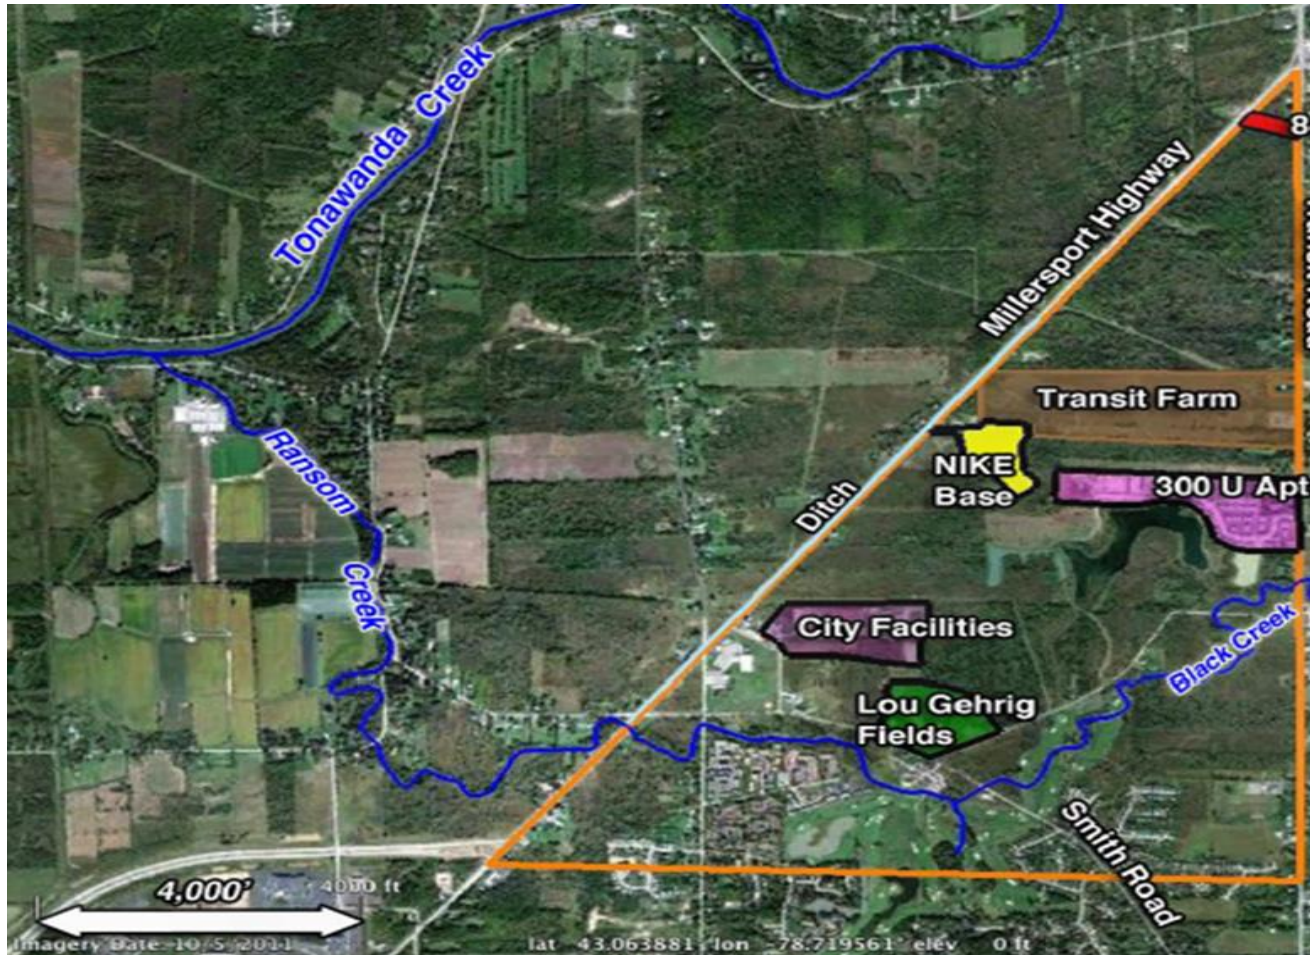 Tonawanda Creek
8
Millersport Highway
Transit Farm
NIKE
Base
300 U Apt
Ransom
Creek
Ditch
City Facilities
Black Creek
Lou Gehrig
Fields
Smith Road
4,000'
4000 ft
Imagery Date: 10/5/2011
lat 43.063881° lon -78.719561° elev 0 ft